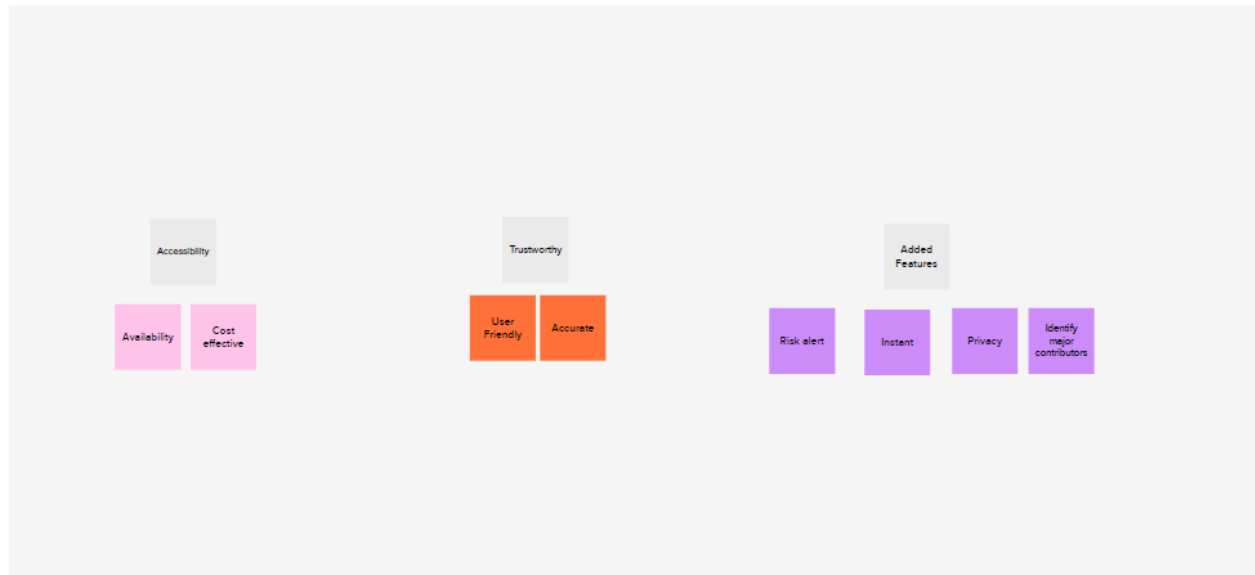 Accessibility
Availability
Cost
effective
Trustworthy
User
Friendly
Accurate
Added
Features
Risk alert
Instant
Privacy
Identify
major
contributors